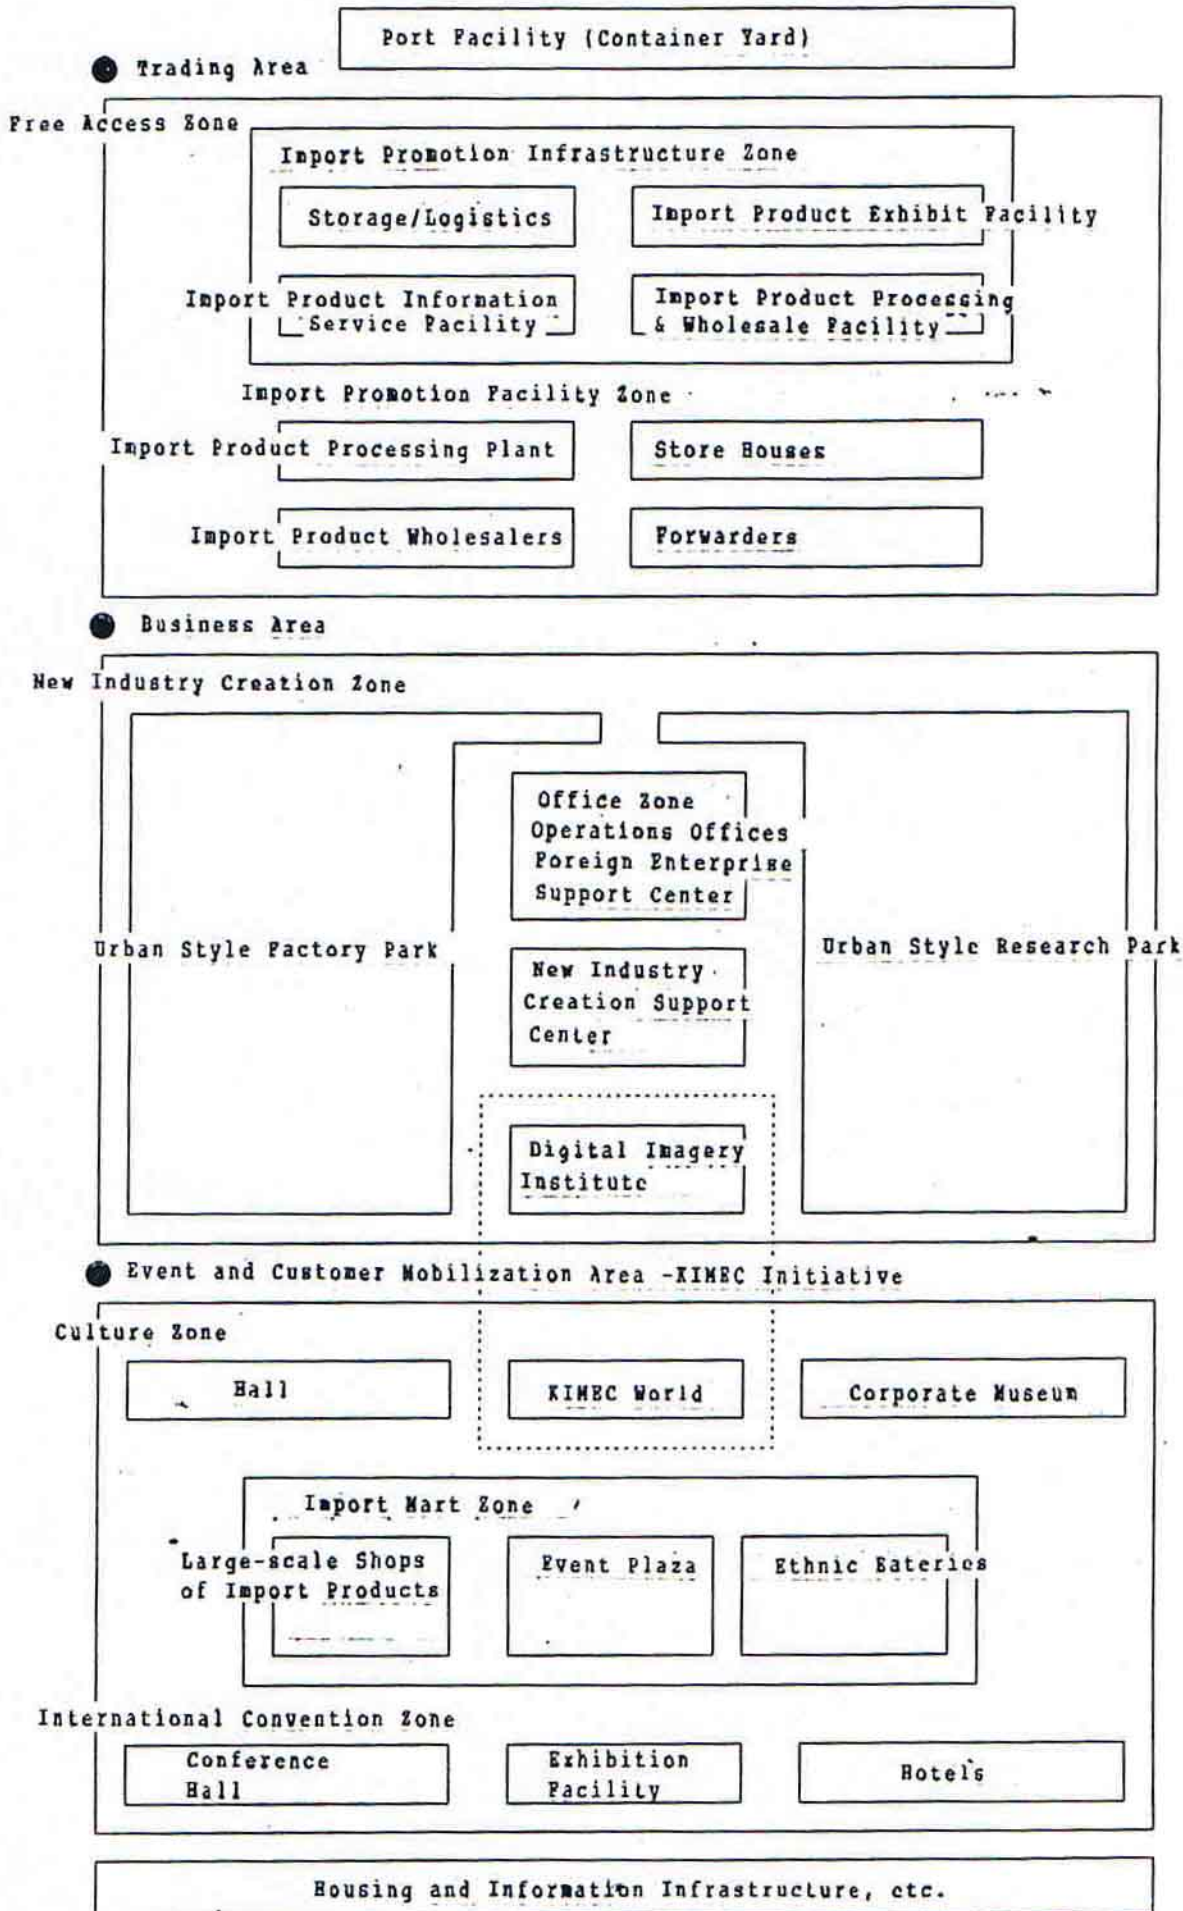 Port Facility (Container Yard)
Trading Area
Free Access Zone
Import Promotion Infrastructure Zone
Storage/Logistics
Import Product Exhibit Facility
Import Product Information
Service Facility
Import Product Processing
& Wholesale Facility
Import Promotion Facility Zone
Import Product Processing Plant
Store Houses
Import Product Wholesalers
Forwarders
Business Area
New Industry Creation Zone
Office Zone
Operations Offices
Foreign Enterprise
Support Center
Urban Style Factory Park
Urban Style Research Park
New Industry
Creation Support
Center
Digital Imagery
Institute
Event and Customer Mobilization Area -KIMEC Initiative
Culture Zone
Hall
KIMEC World
Corporate Museum
Import Mart Zone
Large-scale Shops
of Import Products
Event Plaza
Ethnic Eateries
International Convention Zone
Conference
Hall
Exhibition
Facility
Hotels
Housing and Information Infrastructure, etc.